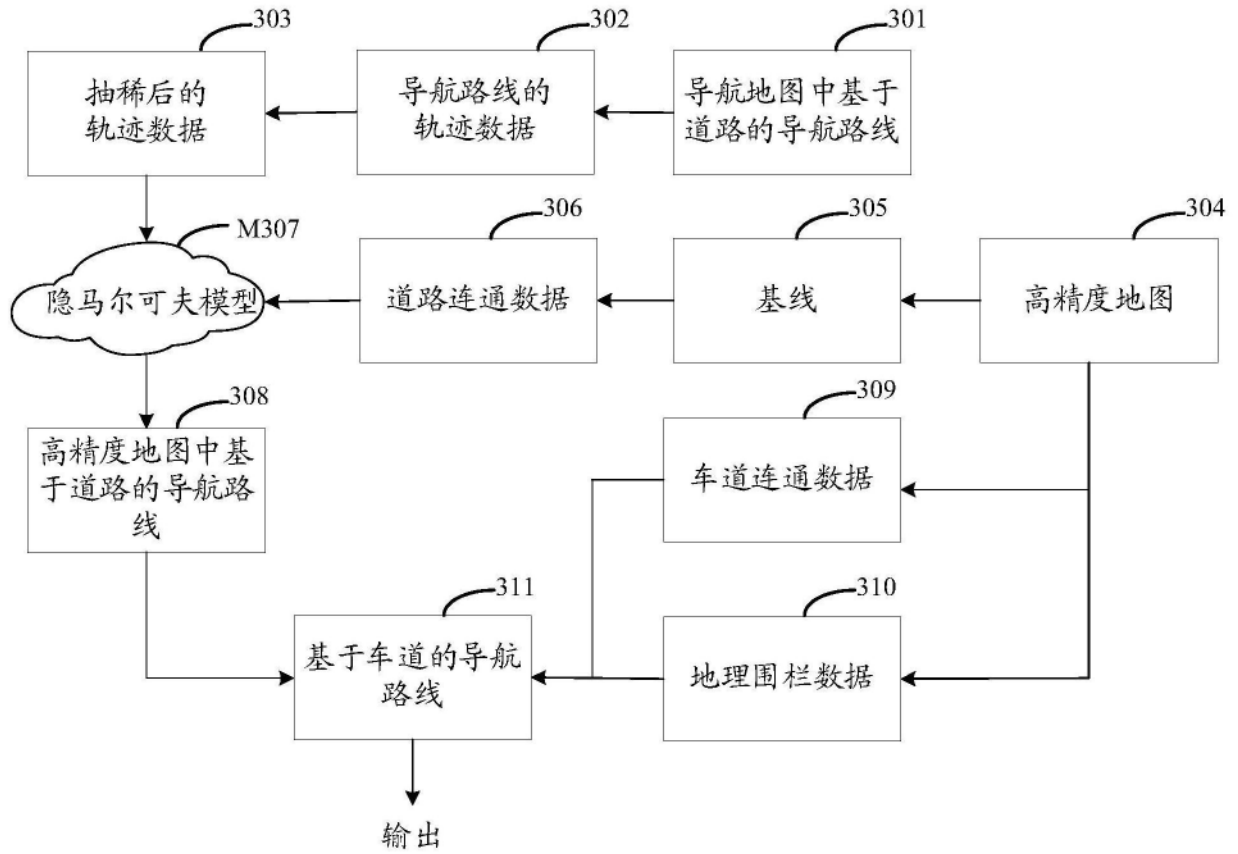 303
302
301
抽稀后的
轨迹数据
导航路线的
轨迹数据
导航地图中基于
道路的导航路线
M307
306
305
304
隐马尔可夫模型
道路连通数据
基线
高精度地图
308
309
高精度地图中基
于道路的导航路
线
车道连通数据
311
310
基于车道的导航
路线
地理围栏数据
输出